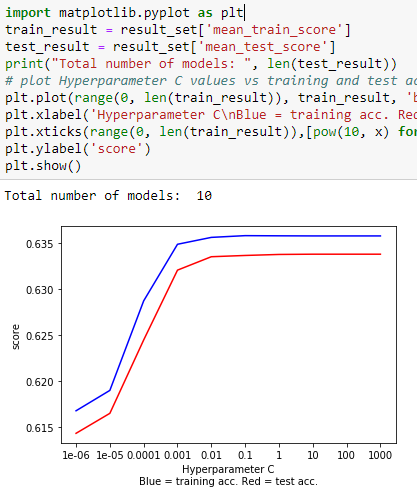 import matplotlib.pyplot as plt
train_result = result_set['mean_train_score']
test_result = result_set['mean_test_score']
print("Total number of models: ", len(test_result))
# plot Hyperparameter C values vs training and test ac
plt.plot(range(0, len(train_result)), train_result, 'b
plt.xlabel('Hyperparameter C\nBlue = training acc. Red
plt.xticks(range(0, len(train_result)),[pow(10, x) for
plt.ylabel('score')
plt.show()
Total number of models:  10
0.635
0.630
0.625
0.620
0.615
score
1e-06 1e-05 0.0001 0.001 0.01 0.1 1 10 100 1000
Hyperparameter C
Blue = training acc. Red = test acc.